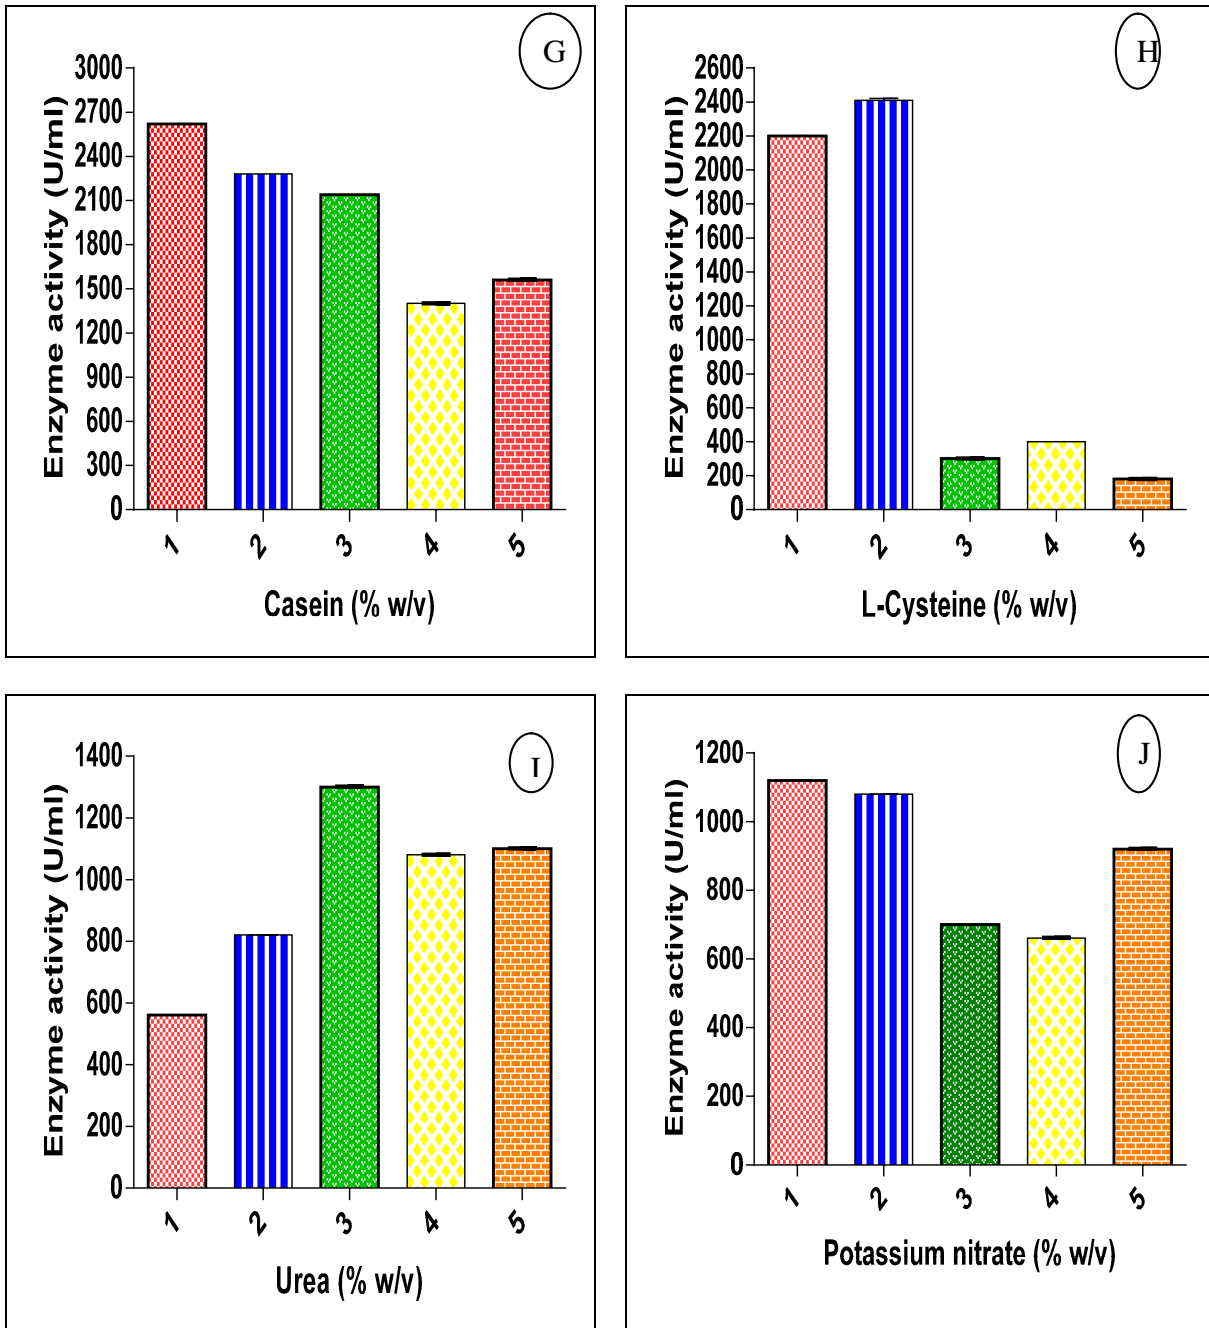 G
3000
2700
2400
2100
1800
1500
1200
900
600
300
0
Enzyme activity (U/ml)
1 2 3 4 5
Casein (% w/v)
H
2600
2400
2200
2000
1800
1600
1400
1200
1000
800
600
400
200
0
Enzyme activity (U/ml)
1 2 3 4 5
L-Cysteine (% w/v)
I
1400
1200
1000
800
600
400
200
0
Enzyme activity (U/ml)
1 2 3 4 5
Urea (% w/v)
J
1200
1000
800
600
400
200
0
Enzyme activity (U/ml)
1 2 3 4 5
Potassium nitrate (% w/v)